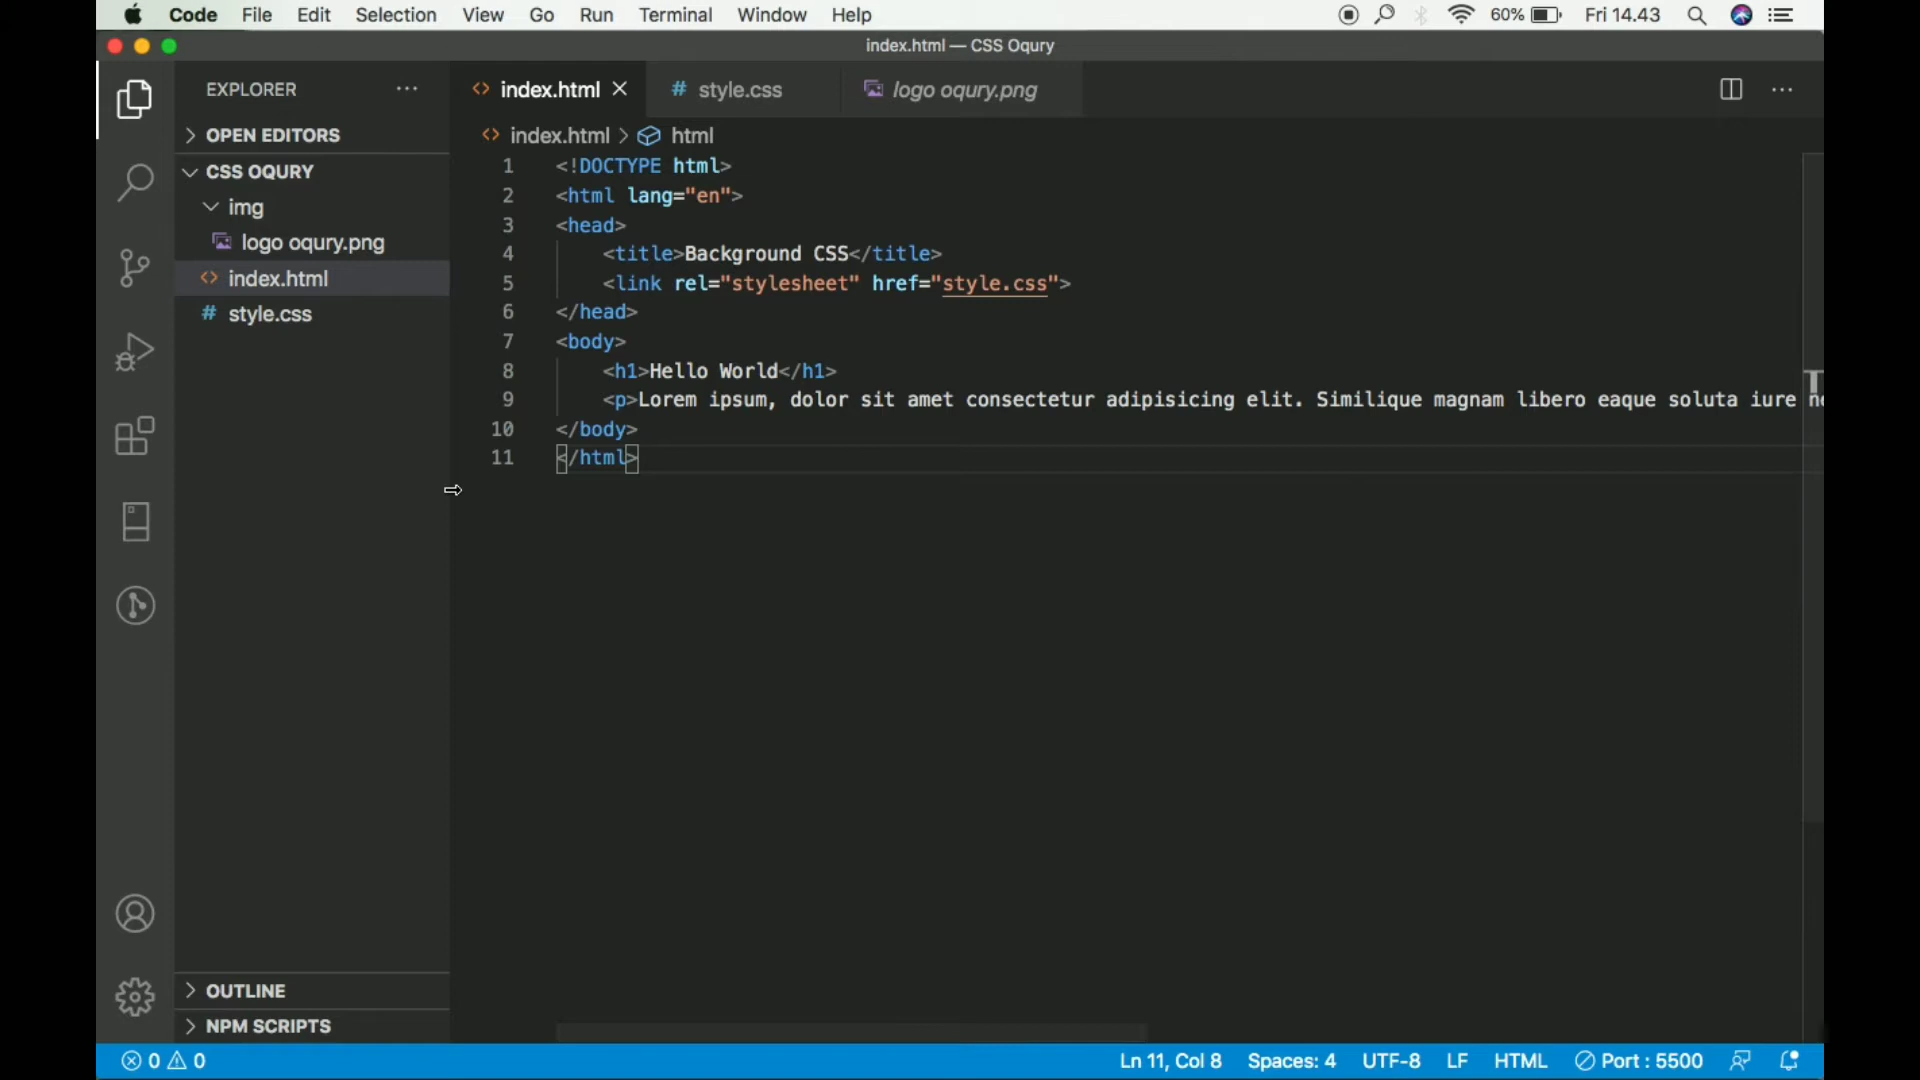 Code File Edit Selection View Go Run Terminal Window Help 60% Fri 14.43
index.html — CSS Oqury
EXPLORER
index.html
# style.css
logo oqury.png
OPEN EDITORS
CSS OQURY
img
logo oqury.png
index.html
# style.css
index.html > html
1 <!DOCTYPE html>
2 <html lang="en">
3 <head>
4 <title>Background CSS</title>
5 <link rel="stylesheet" href="style.css">
6 </head>
7 <body>
8 <h1>Hello World</h1>
9 <p>Lorem ipsum, dolor sit amet consectetur adipisicing elit. Similique magnam libero eaque soluta iure
10 </body>
11 </html>
OUTLINE
NPM SCRIPTS
0 0 Ln 11, Col 8 Spaces: 4 UTF-8 LF HTML Port : 5500